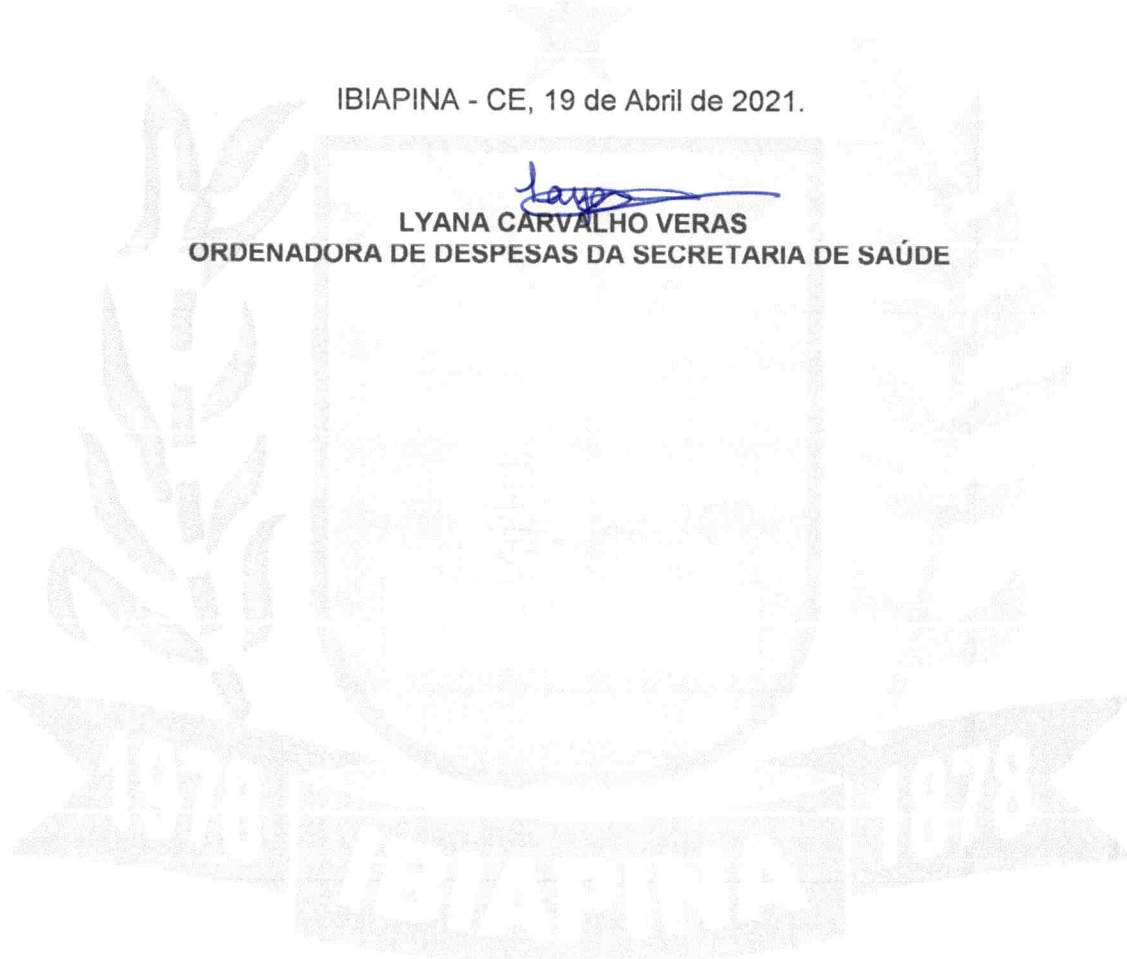 IBIAPINA - CE, 19 de Abril de 2021.
LYANA CARVALHO VERAS
ORDENADORA DE DESPESAS DA SECRETARIA DE SAÚDE
1878
IBIAPINA